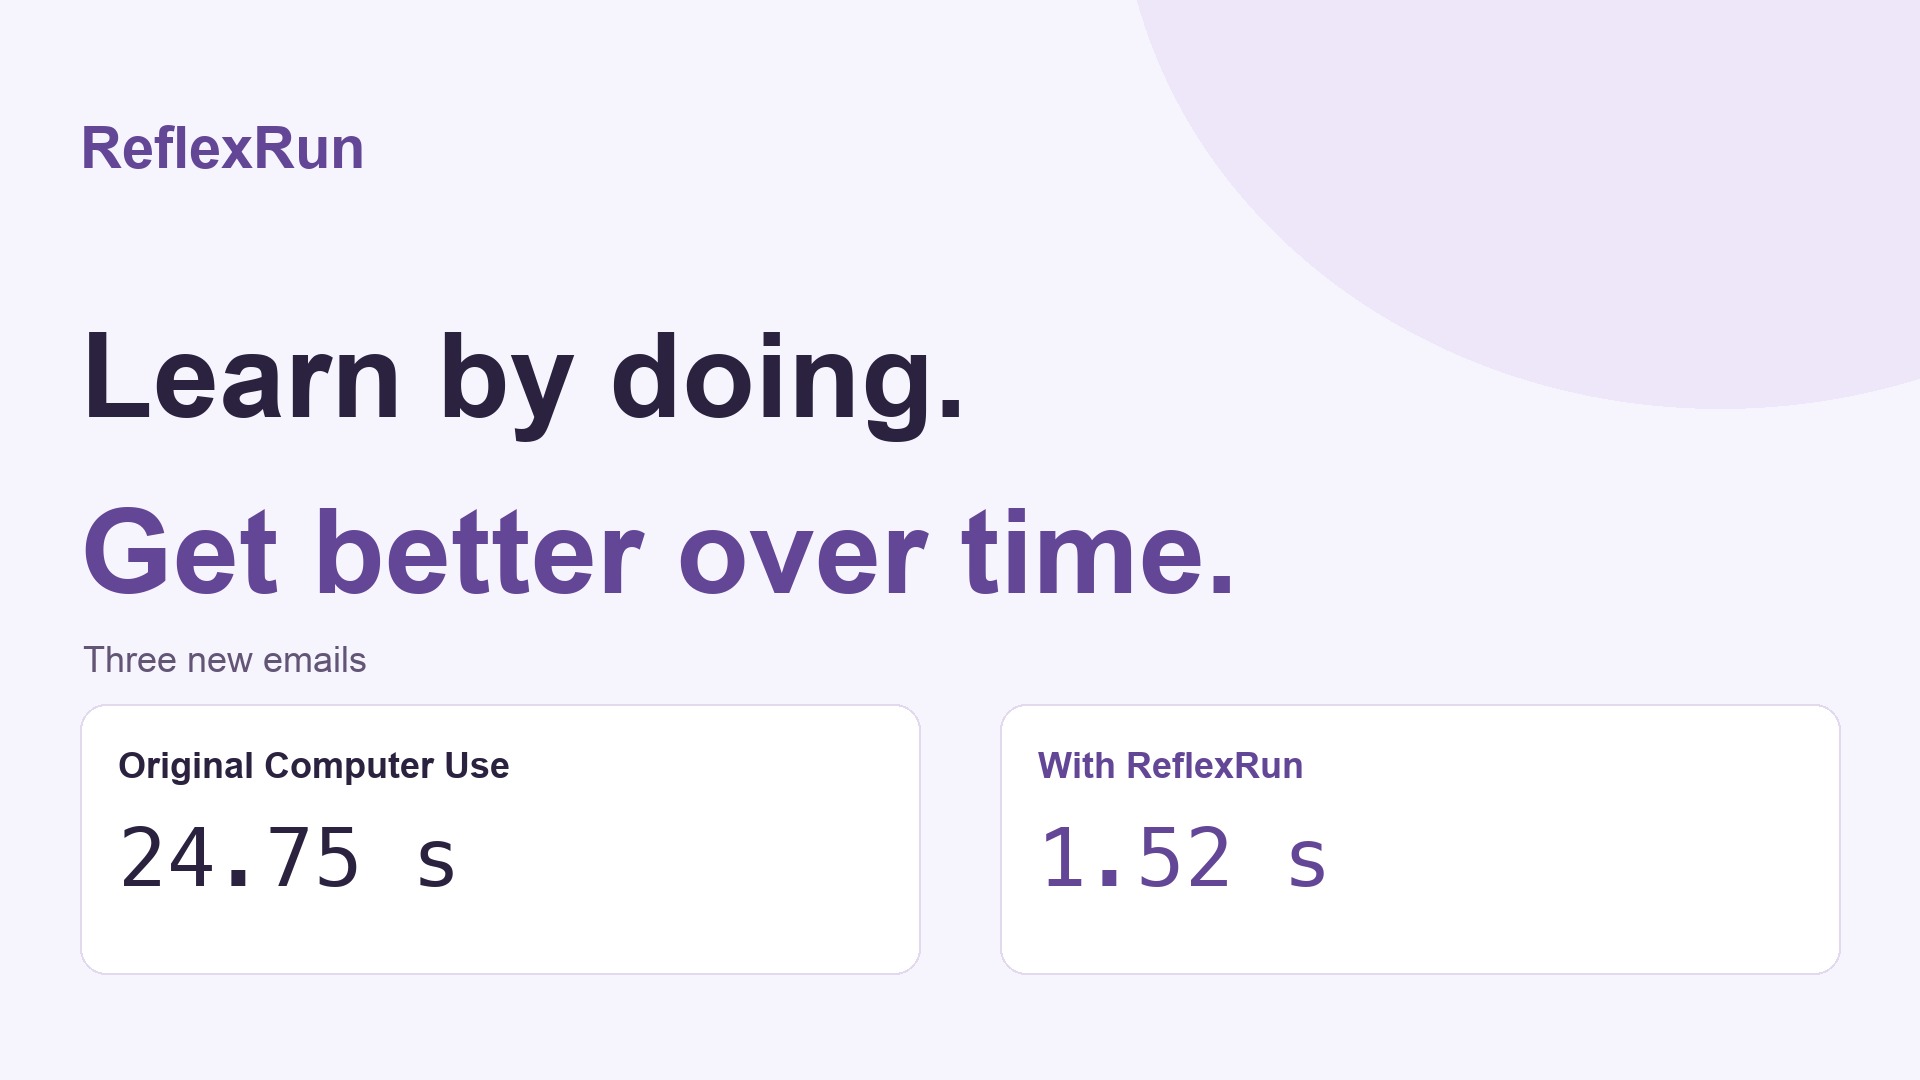 ReflexRun
Learn by doing.
Get better over time.
Three new emails
Original Computer Use
24.75 s
With ReflexRun
1.52 s